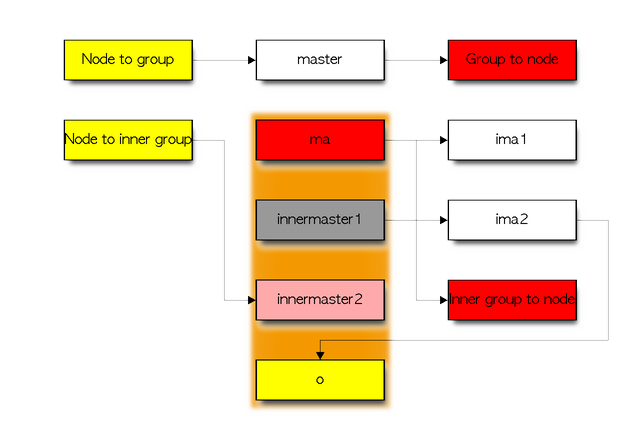 Node to group
master
Group to node
Node to inner group
ma
ima1
innermaster1
ima2
innermaster2
Inner group to node
o